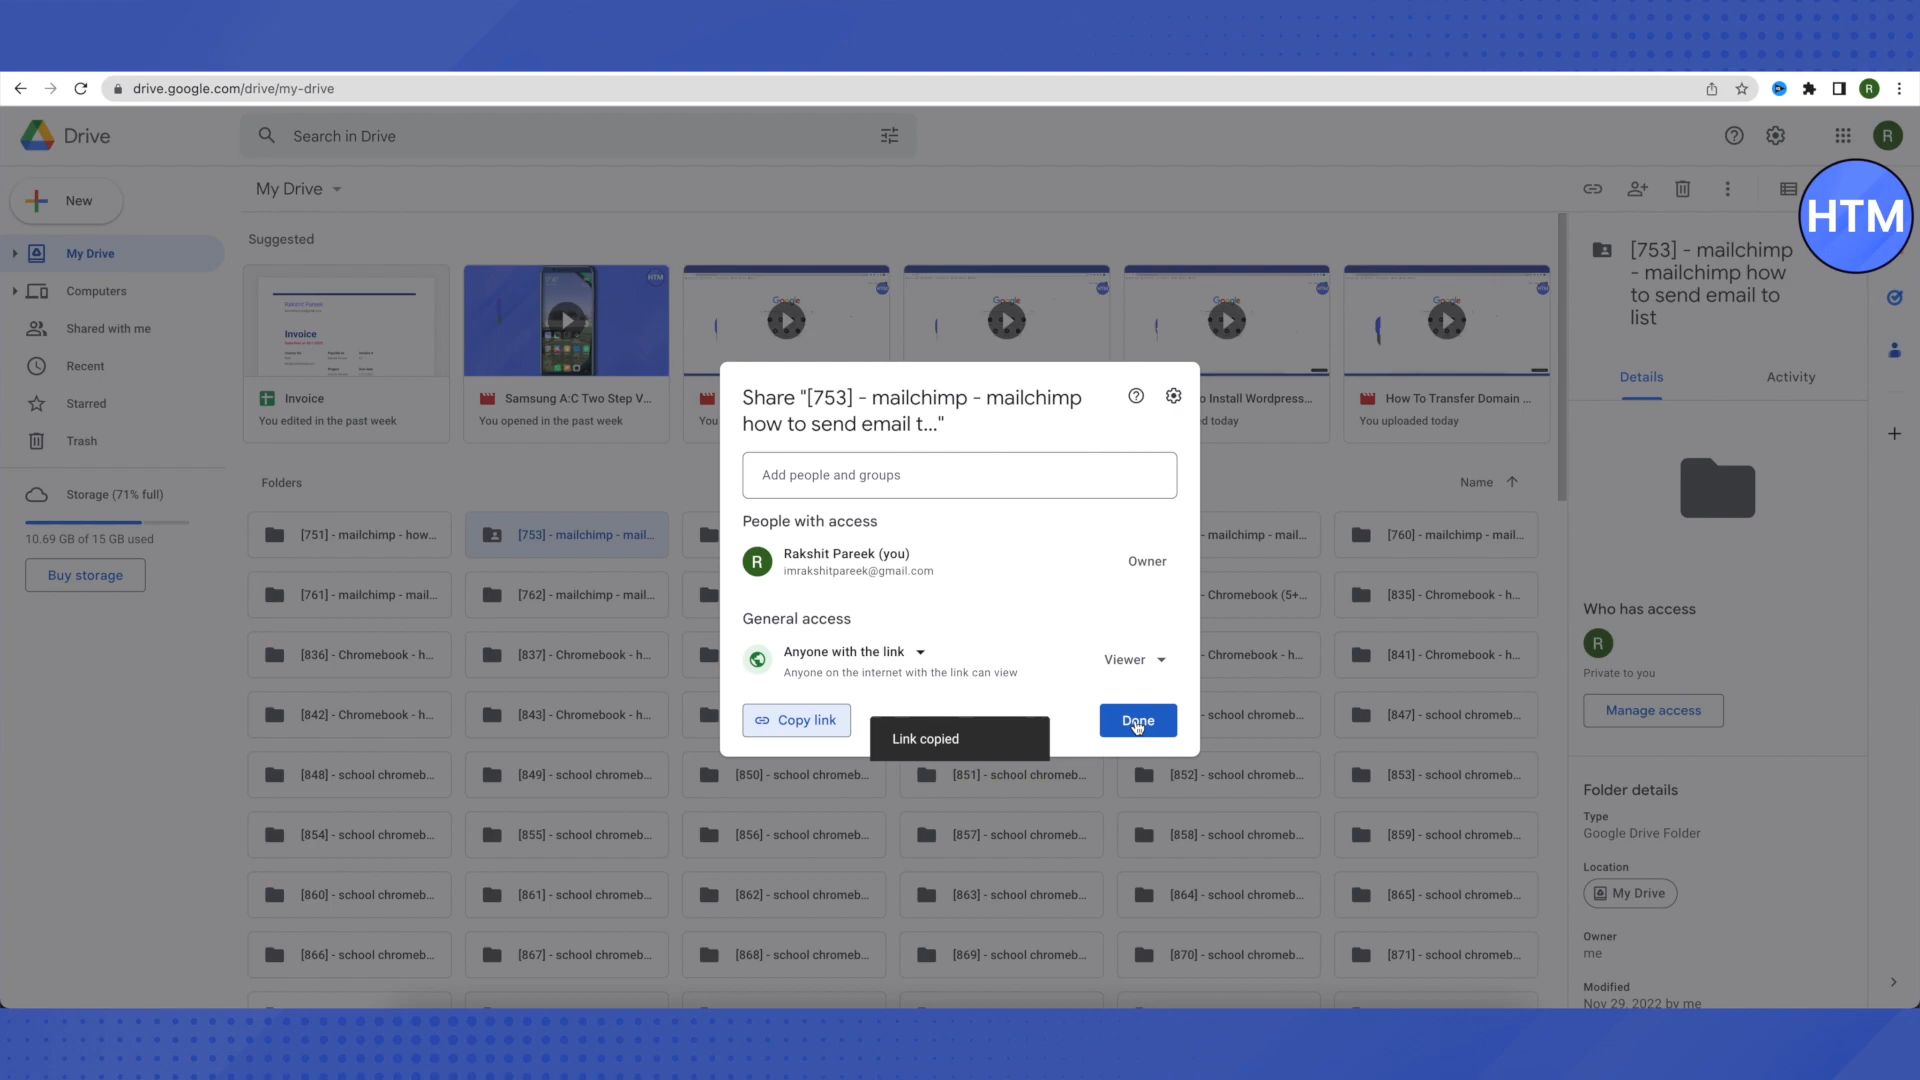 drive.google.com/drive/my-drive
R
Drive
Search in Drive
R
New
My Drive
HTM
My Drive
Computers
Shared with me
Recent
Starred
Trash
Storage (71% full)
10.69 GB of 15 GB used
Buy storage
Suggested
Invoice
You edited in the past week
HTM
Samsung A:C Two Step V...
You opened in the past week
Google
Google
Google
Google
You
o Install Wordpress...
d today
How To Transfer Domain ...
You uploaded today
Folders
Name
[751] - mailchimp - how...
[753] - mailchimp - mail...
- mailchimp - mail...
[760] - mailchimp - mail...
[761] - mailchimp - mail...
[762] - mailchimp - mail...
- Chromebook (5+...
[835] - Chromebook - h...
[836] - Chromebook - h...
[837] - Chromebook - h...
- Chromebook - h...
[841] - Chromebook - h...
[842] - Chromebook - h...
[843] - Chromebook - h...
- school chromeb...
[847] - school chromeb...
[848] - school chromeb...
[849] - school chromeb...
[850] - school chromeb...
[851] - school chromeb...
[852] - school chromeb...
[853] - school chromeb...
[854] - school chromeb...
[855] - school chromeb...
[856] - school chromeb...
[857] - school chromeb...
[858] - school chromeb...
[859] - school chromeb...
[860] - school chromeb...
[861] - school chromeb...
[862] - school chromeb...
[863] - school chromeb...
[864] - school chromeb...
[865] - school chromeb...
[866] - school chromeb...
[867] - school chromeb...
[868] - school chromeb...
[869] - school chromeb...
[870] - school chromeb...
[871] - school chromeb...
Share "[753] - mailchimp - mailchimp
how to send email t..."
Add people and groups
People with access
R
Rakshit Pareek (you)
imrakshitpareek@gmail.com
Owner
General access
Anyone with the link
Anyone on the internet with the link can view
Viewer
Copy link
Link copied
Done
[753] - mailchimp
- mailchimp how
to send email to
list
Details
Activity
Who has access
R
Private to you
Manage access
Folder details
Type
Google Drive Folder
Location
My Drive
Owner
me
Modified
Nov 29, 2022 by me